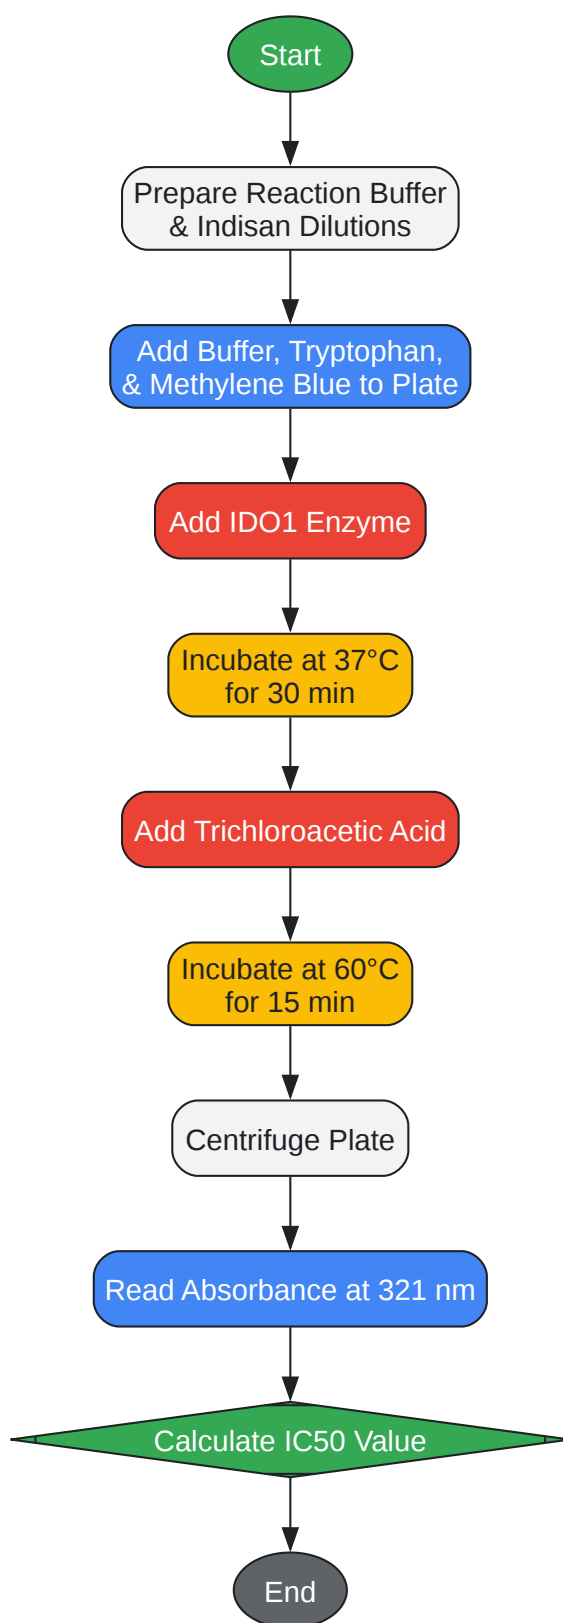 Start
Prepare Reaction Buffer
& Indisan Dilutions
Add Buffer, Tryptophan,
& Methylene Blue to Plate
Add IDO1 Enzyme
Incubate at 37°C
for 30 min
Add Trichloroacetic Acid
Incubate at 60°C
for 15 min
Centrifuge Plate
Read Absorbance at 321 nm
Calculate IC50 Value
End